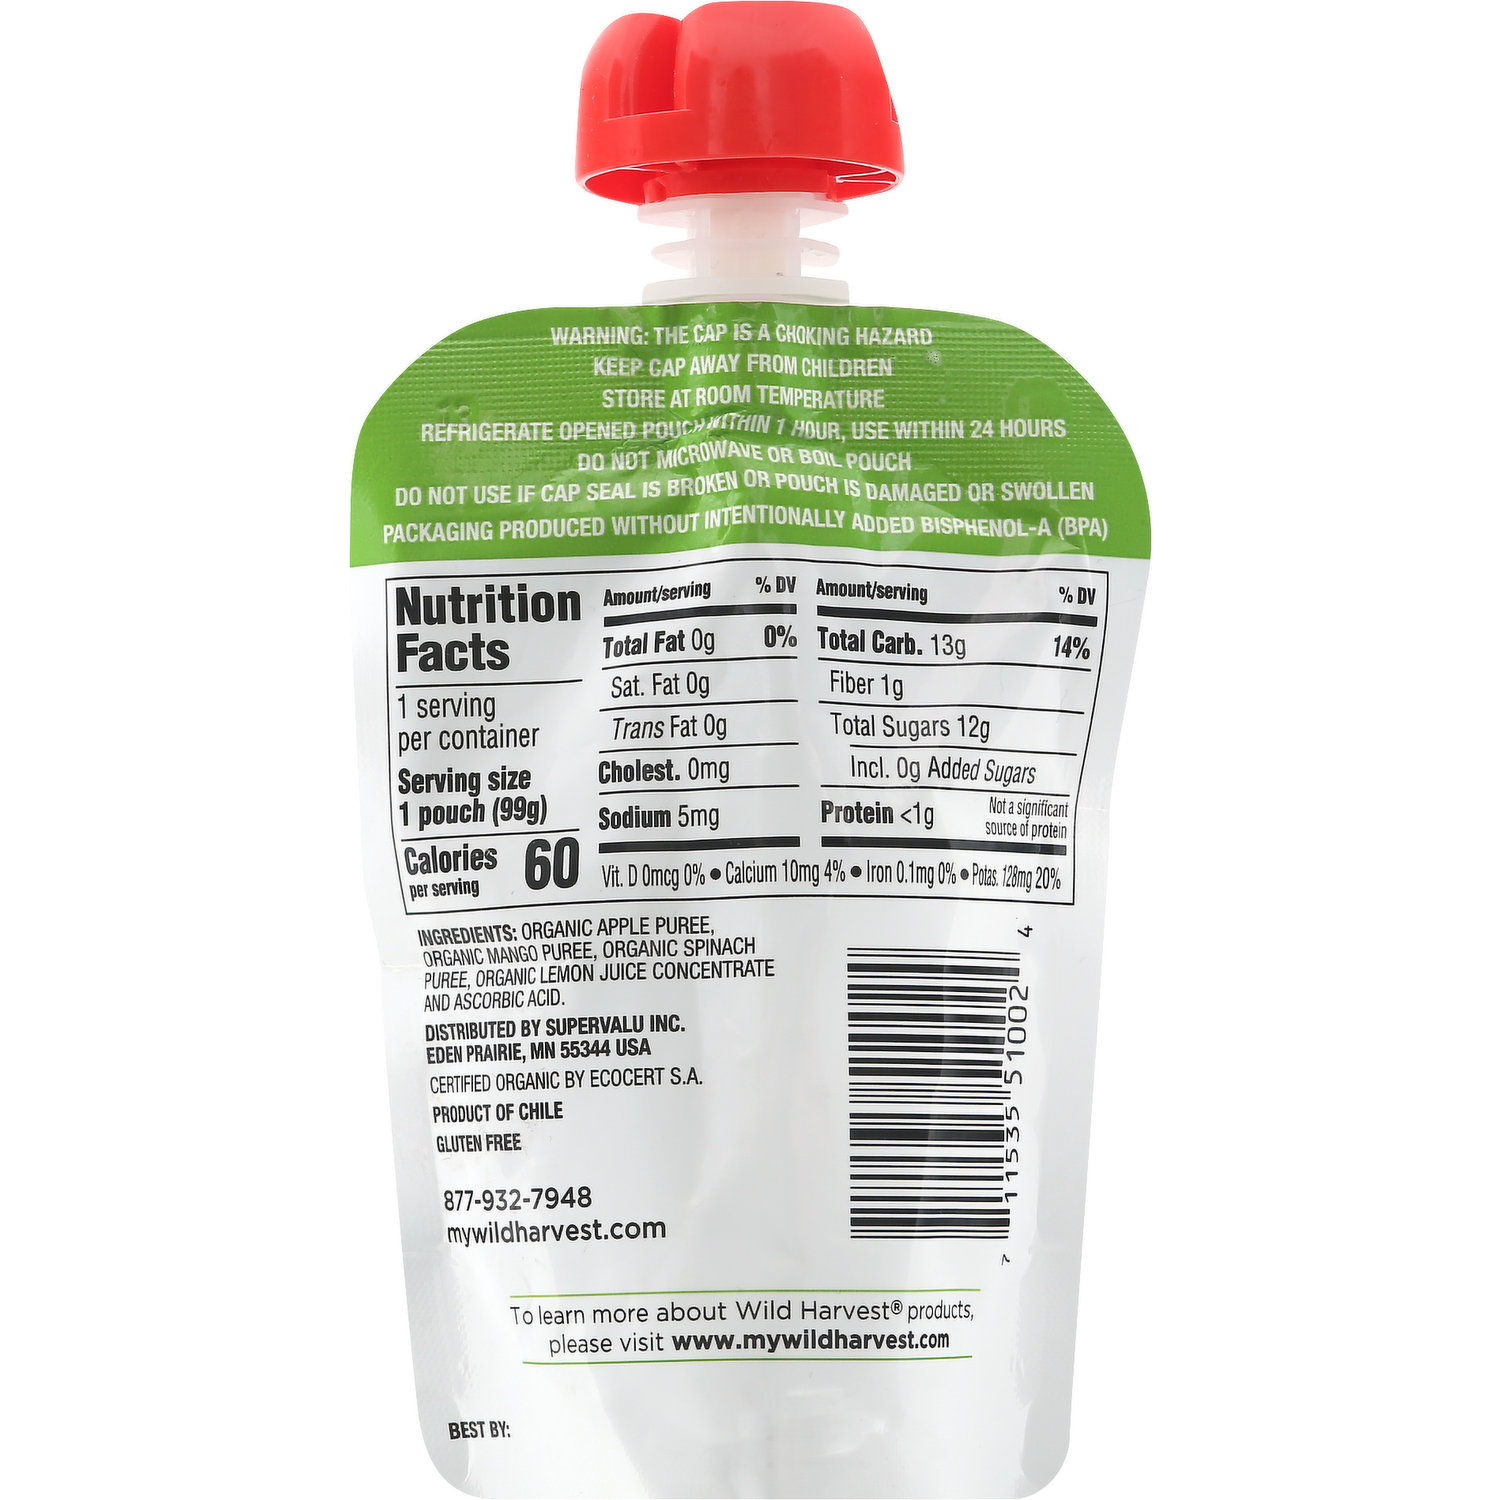 WARNING: THE CAP IS A CHOKING HAZARD
KEEP CAP AWAY FROM CHILDREN
STORE AT ROOM TEMPERATURE
REFRIGERATE OPENED POUCH WITHIN 1 HOUR, USE WITHIN 24 HOURS
DO NOT MICROWAVE OR BOIL POUCH
DO NOT USE IF CAP SEAL IS BROKEN OR POUCH IS DAMAGED OR SWOLLEN
PACKAGING PRODUCED WITHOUT INTENTIONALLY ADDED BISPHENOL-A (BPA)
Nutrition
Facts
1 serving
per container
Serving size
1 pouch (99g)
Calories 60
per serving
Amount/serving % DV
Total Fat 0g 0%
Sat. Fat 0g
Trans Fat 0g
Cholest. 0mg
Sodium 5mg
Amount/serving % DV
Total Carb. 13g 14%
Fiber 1g
Total Sugars 12g
Incl. 0g Added Sugars
Protein <1g Not a significant
source of protein
Vit. D 0mcg 0% ● Calcium 10mg 4% ● Iron 0.1mg 0% ● Potas. 128mg 20%
INGREDIENTS: ORGANIC APPLE PUREE,
ORGANIC MANGO PUREE, ORGANIC SPINACH
PUREE, ORGANIC LEMON JUICE CONCENTRATE
AND ASCORBIC ACID.
DISTRIBUTED BY SUPERVALU INC.
EDEN PRAIRIE, MN 55344 USA
CERTIFIED ORGANIC BY ECOCERT S.A.
PRODUCT OF CHILE
GLUTEN FREE
877-932-7948
mywildharvest.com
7 11535 51002 4
To learn more about Wild Harvest® products,
please visit www.mywildharvest.com
BEST BY: